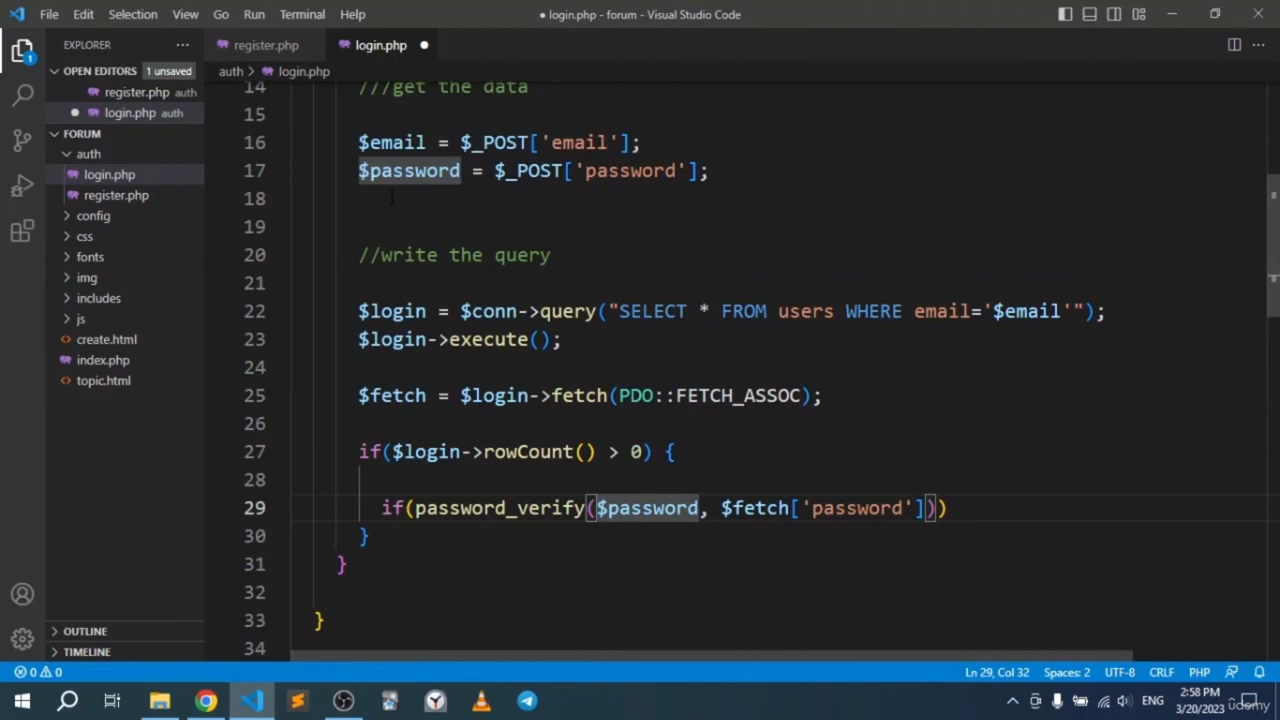 File Edit Selection View Go Run Terminal Help
● login.php - forum - Visual Studio Code
EXPLORER ···
register.php
login.php ●
OPEN EDITORS 1 unsaved
auth > login.php
register.php auth
● login.php auth
FORUM
auth
login.php
register.php
config
css
fonts
img
includes
js
create.html
index.php
topic.html
OUTLINE
TIMELINE
14 ///get the data
15
16 $email = $_POST['email'];
17 $password = $_POST['password'];
18
19
20 //write the query
21
22 $login = $conn->query("SELECT * FROM users WHERE email='$email'");
23 $login->execute();
24
25 $fetch = $login->fetch(PDO::FETCH_ASSOC);
26
27 if($login->rowCount() > 0) {
28
29 if(password_verify($password, $fetch['password']))
30 }
31 }
32
33 }
34
0 0
Ln 29, Col 32 Spaces: 2 UTF-8 CRLF PHP
ENG
2:58 PM
3/20/2023
udemy
1